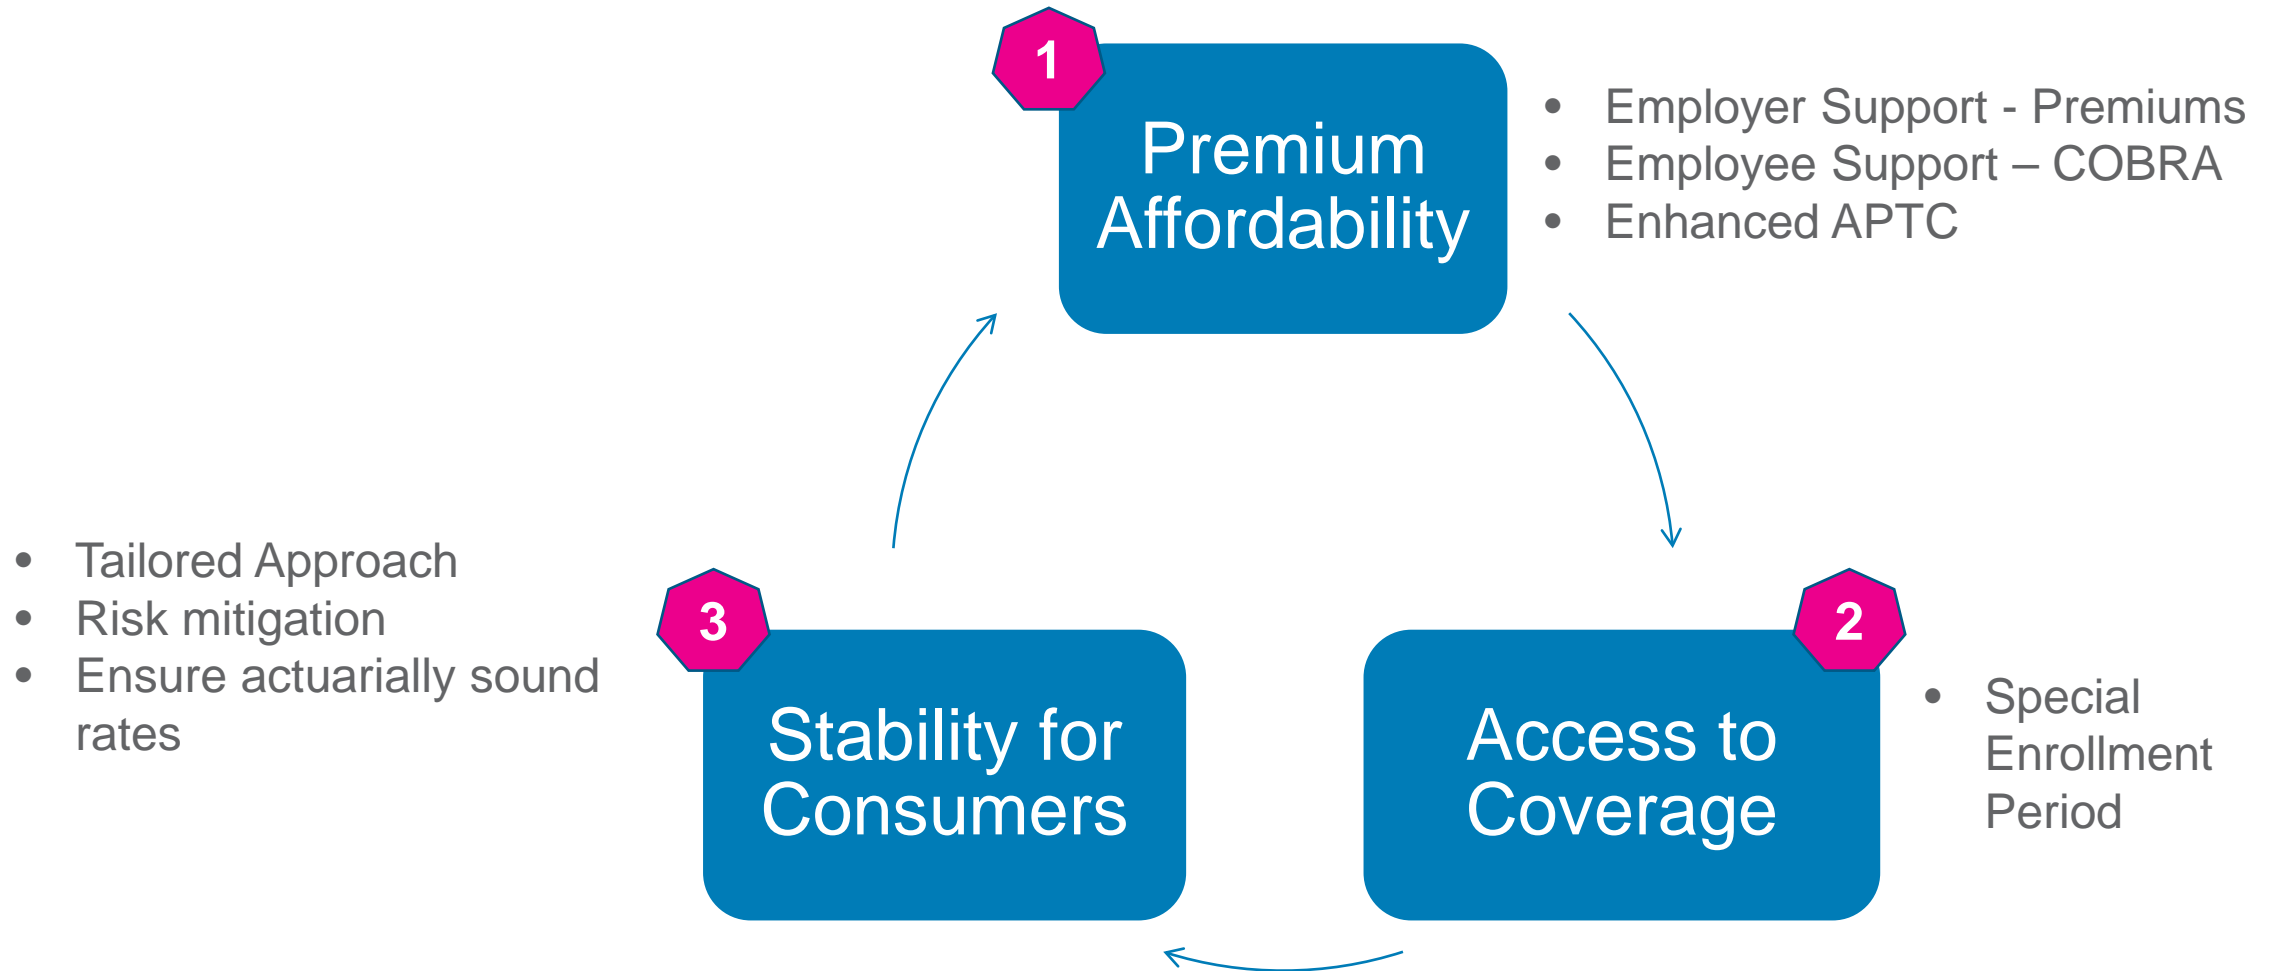 1
Premium
Affordability
• Employer Support - Premiums
• Employee Support – COBRA
• Enhanced APTC
2
Access to
Coverage
• Special
Enrollment
Period
3
Stability for
Consumers
• Tailored Approach
• Risk mitigation
• Ensure actuarially sound
rates